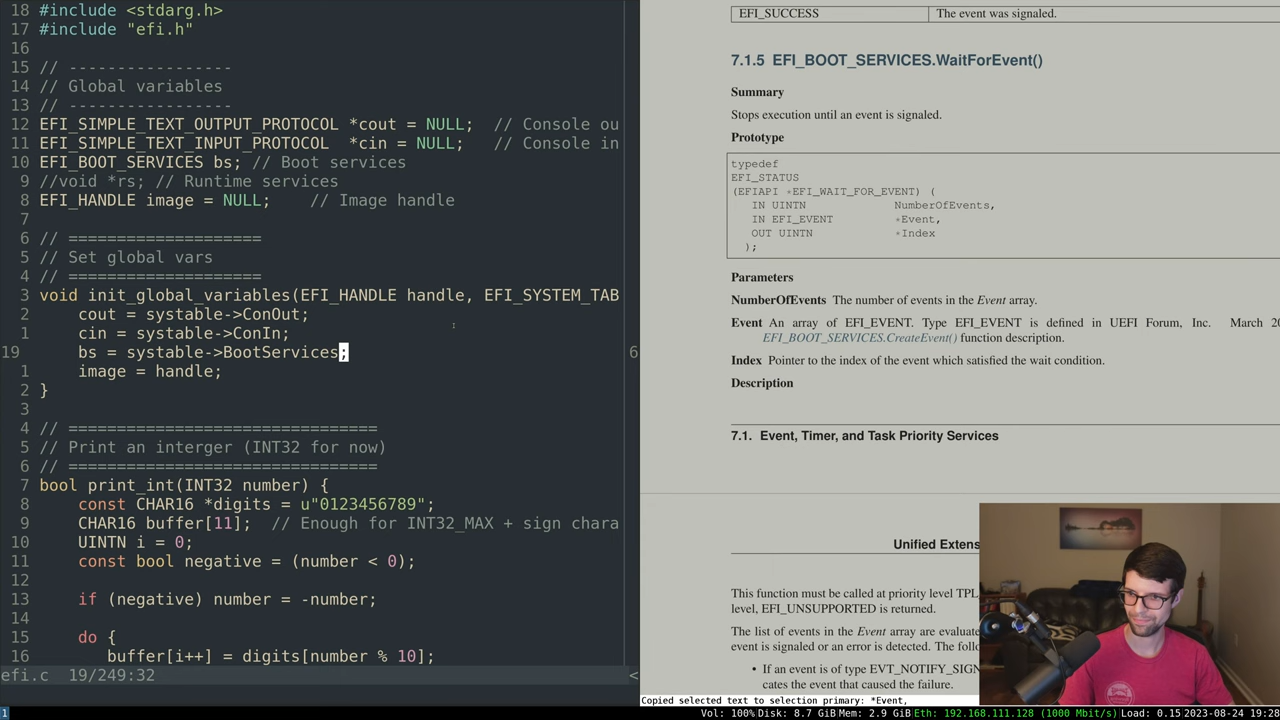 18 #include <stdarg.h>
17 #include "efi.h"
16
15 // -----------------
14 // Global variables
13 // -----------------
12 EFI_SIMPLE_TEXT_OUTPUT_PROTOCOL *cout = NULL;  // Console ou
11 EFI_SIMPLE_TEXT_INPUT_PROTOCOL  *cin = NULL;   // Console in
10 EFI_BOOT_SERVICES bs; // Boot services
9 //void *rs; // Runtime services
8 EFI_HANDLE image = NULL;    // Image handle
7
6 // ====================
5 // Set global vars
4 // ====================
3 void init_global_variables(EFI_HANDLE handle, EFI_SYSTEM_TAB
2     cout = systable->ConOut;
1     cin = systable->ConIn;
19     bs = systable->BootServices; 6
1     image = handle;
2 }
3
4 // ================================
5 // Print an interger (INT32 for now)
6 // ================================
7 bool print_int(INT32 number) {
8     const CHAR16 *digits = u"0123456789";
9     CHAR16 buffer[11];  // Enough for INT32_MAX + sign chara
10     UINTN i = 0;
11     const bool negative = (number < 0);
12
13     if (negative) number = -number;
14
15     do {
16        buffer[i++] = digits[number % 10];
efi.c  19/249:32 <
EFI_SUCCESS The event was signaled.
7.1.5 EFI_BOOT_SERVICES.WaitForEvent()
Summary
Stops execution until an event is signaled.
Prototype
typedef
EFI_STATUS
(EFIAPI *EFI_WAIT_FOR_EVENT) (
IN UINTN NumberOfEvents,
IN EFI_EVENT *Event,
OUT UINTN *Index
);
Parameters
NumberOfEvents The number of events in the Event array.
Event An array of EFI_EVENT. Type EFI_EVENT is defined in UEFI Forum, Inc. March 20
EFI_BOOT_SERVICES.CreateEvent() function description.
Index Pointer to the index of the event which satisfied the wait condition.
Description
7.1. Event, Timer, and Task Priority Services
Unified Extens
This function must be called at priority level TPL
level, EFI_UNSUPPORTED is returned.
The list of events in the Event array are evaluate
event is signaled or an error is detected. The follo
• If an event is of type EVT_NOTIFY_SIGN
cates the event that caused the failure.
Copied selected text to selection primary: *Event,
1 Vol: 100% Disk: 8.7 GiB Mem: 2.9 GiB Eth: 192.168.111.128 (1000 Mbit/s) Load: 0.15 2023-08-24 19:28